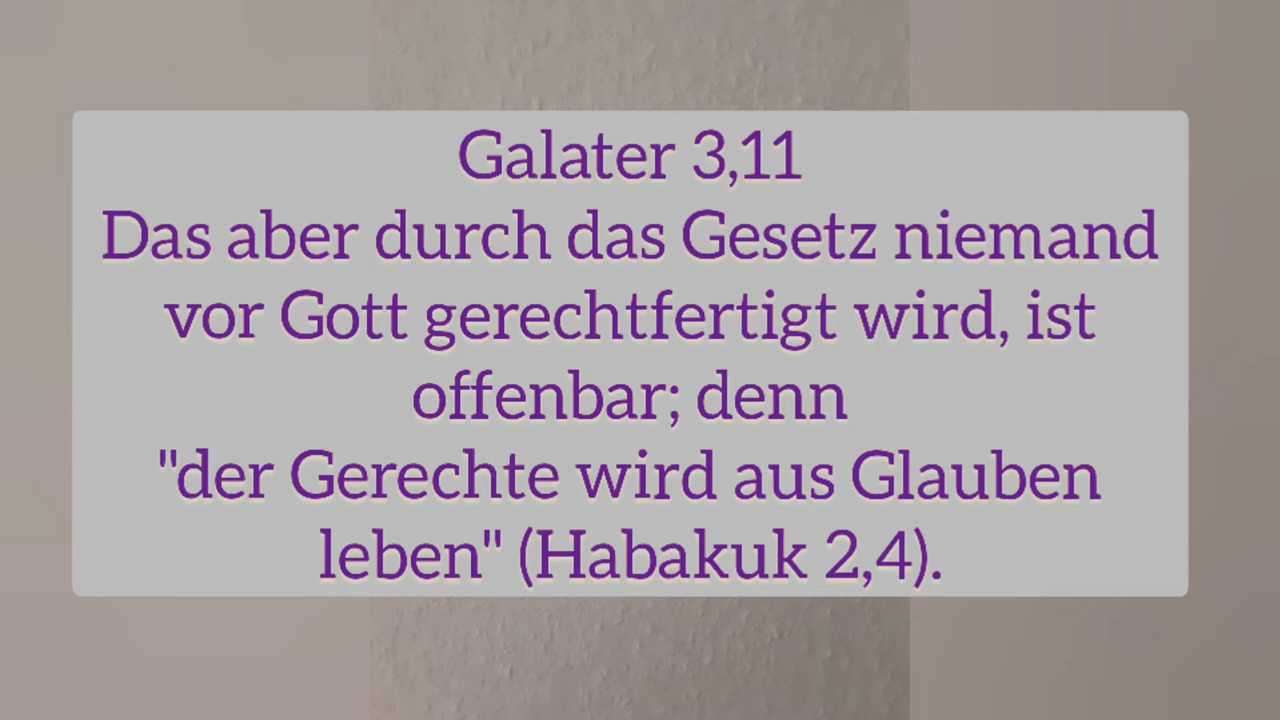 Galater 3,11
Das aber durch das Gesetz niemand
vor Gott gerechtfertigt wird, ist
offenbar; denn
"der Gerechte wird aus Glauben
leben" (Habakuk 2,4).